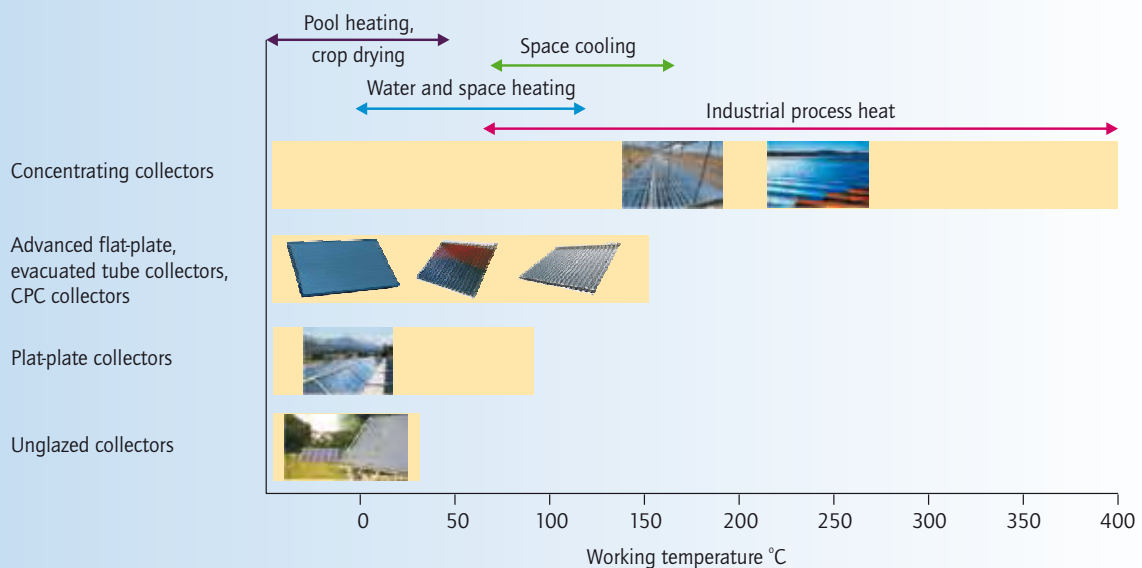 Pool heating,
crop drying
Space cooling
Water and space heating
Industrial process heat
Concentrating collectors
Advanced flat-plate,
evacuated tube collectors,
CPC collectors
Plat-plate collectors
Unglazed collectors
0 50 100 150 200 250 300 350 400
Working temperature °C